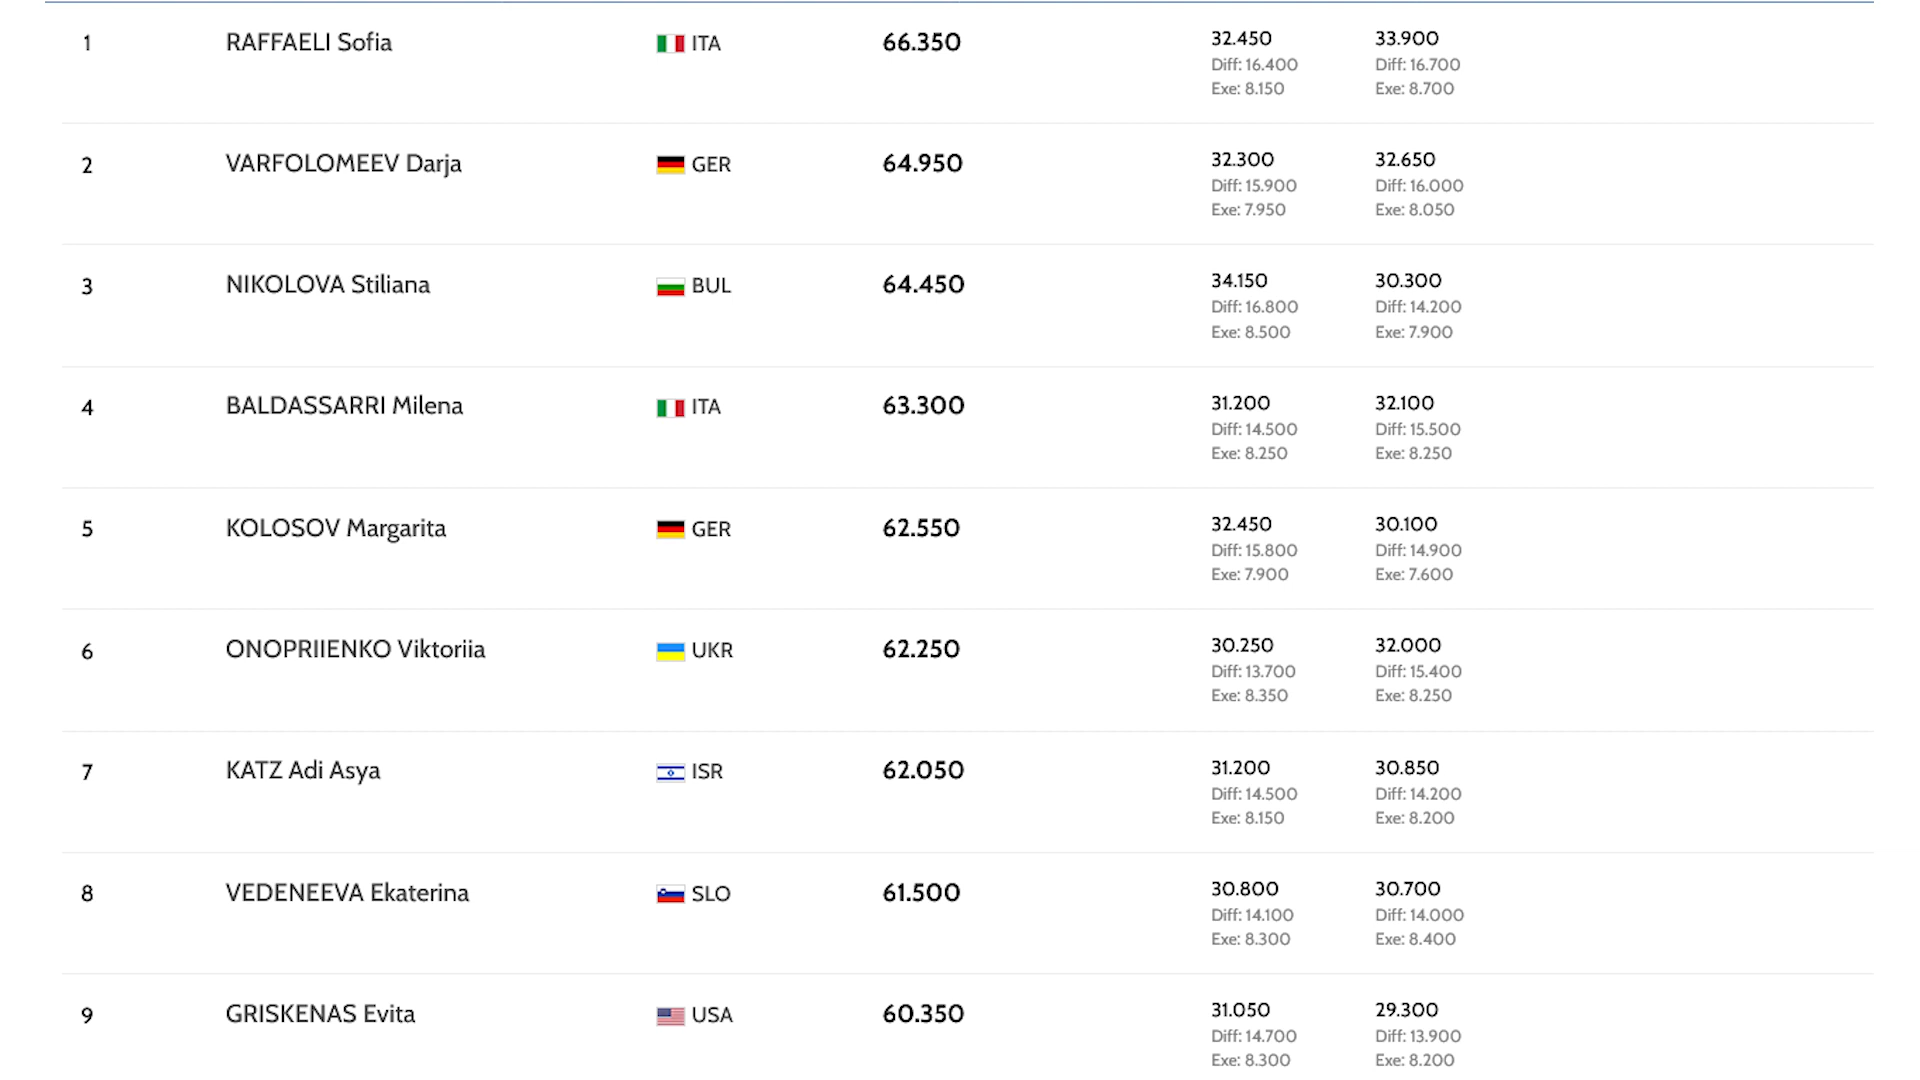 1 RAFFAELI Sofia ITA 66.350 32.450 33.900
Diff: 16.400 Diff: 16.700
Exe: 8.150 Exe: 8.700
2 VARFOLOMEEV Darja GER 64.950 32.300 32.650
Diff: 15.900 Diff: 16.000
Exe: 7.950 Exe: 8.050
3 NIKOLOVA Stiliana BUL 64.450 34.150 30.300
Diff: 16.800 Diff: 14.200
Exe: 8.500 Exe: 7.900
4 BALDASSARRI Milena ITA 63.300 31.200 32.100
Diff: 14.500 Diff: 15.500
Exe: 8.250 Exe: 8.250
5 KOLOSOV Margarita GER 62.550 32.450 30.100
Diff: 15.800 Diff: 14.900
Exe: 7.900 Exe: 7.600
6 ONOPRIIENKO Viktoriia UKR 62.250 30.250 32.000
Diff: 13.700 Diff: 15.400
Exe: 8.350 Exe: 8.250
7 KATZ Adi Asya ISR 62.050 31.200 30.850
Diff: 14.500 Diff: 14.200
Exe: 8.150 Exe: 8.200
8 VEDENEEVA Ekaterina SLO 61.500 30.800 30.700
Diff: 14.100 Diff: 14.000
Exe: 8.300 Exe: 8.400
9 GRISKENAS Evita USA 60.350 31.050 29.300
Diff: 14.700 Diff: 13.900
Exe: 8.300 Exe: 8.200